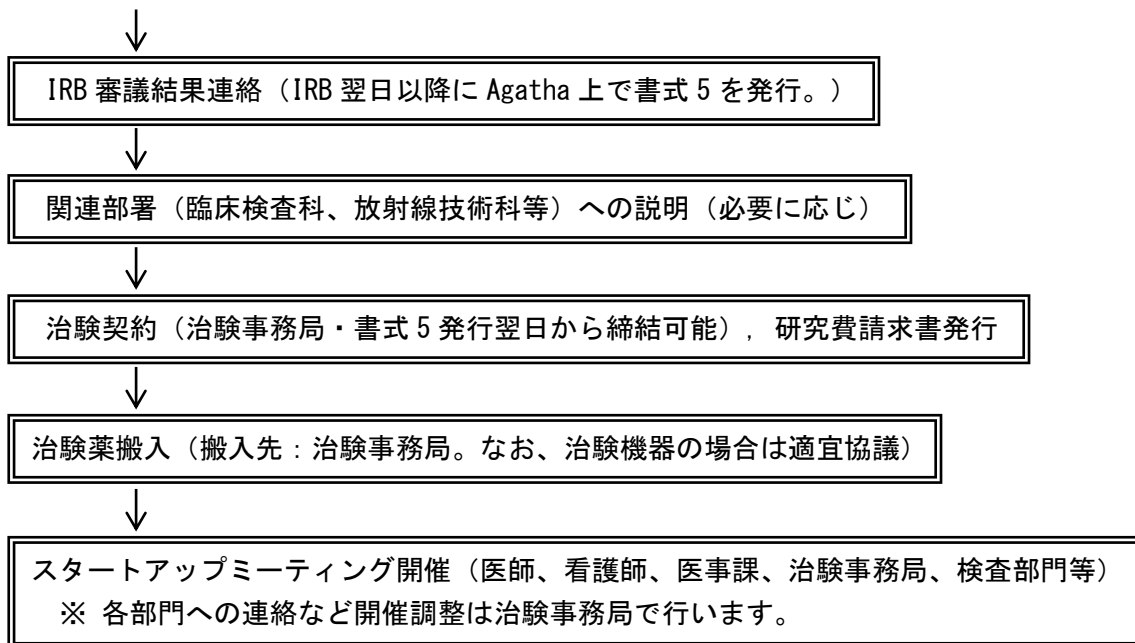 IRB 審議結果連絡（IRB 翌日以降に Agatha 上で書式 5 を発行。）
関連部署（臨床検査科、放射線技術科等）への説明（必要に応じ）
治験契約（治験事務局・書式 5 発行翌日から締結可能）, 研究費請求書発行
治験薬搬入（搬入先：治験事務局。なお、治験機器の場合は適宜協議）
スタートアップミーティング開催（医師、看護師、医事課、治験事務局、検査部門等）
※ 各部門への連絡など開催調整は治験事務局で行います。